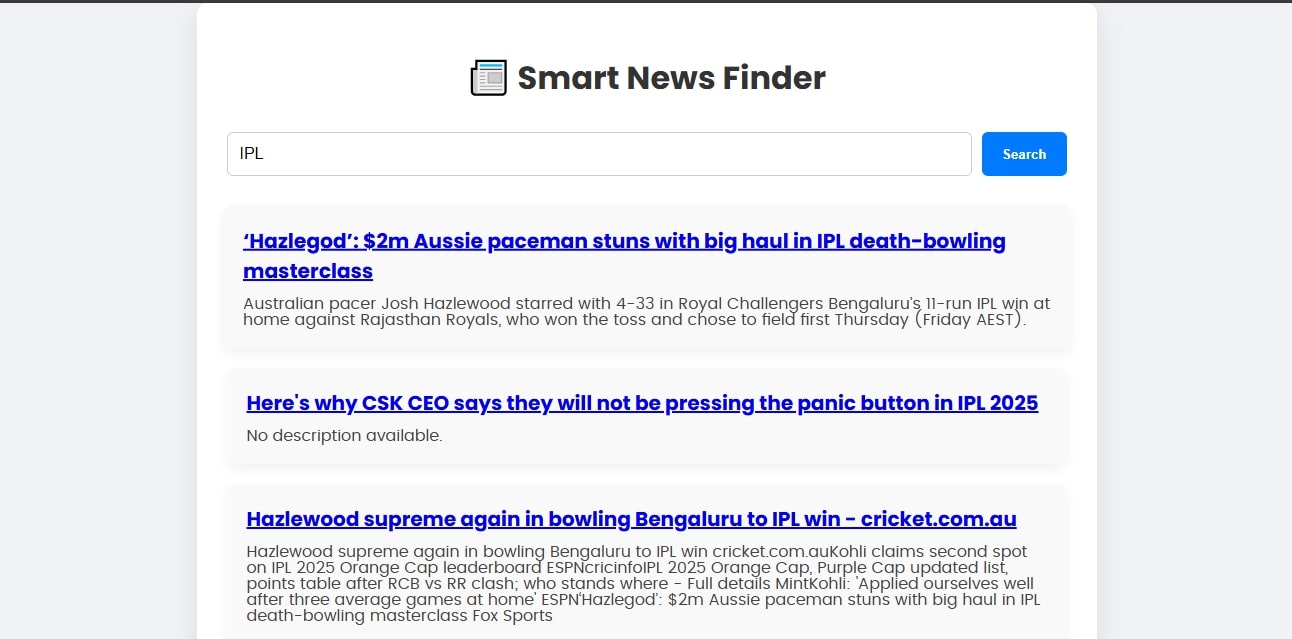 Smart News Finder
IPL
Search
‘Hazlegod’: $2m Aussie paceman stuns with big haul in IPL death-bowling
masterclass
Australian pacer Josh Hazlewood starred with 4-33 in Royal Challengers Bengaluru's 11-run IPL win at
home against Rajasthan Royals, who won the toss and chose to field first Thursday (Friday AEST).
Here's why CSK CEO says they will not be pressing the panic button in IPL 2025
No description available.
Hazlewood supreme again in bowling Bengaluru to IPL win - cricket.com.au
Hazlewood supreme again in bowling Bengaluru to IPL win cricket.com.auKohli claims second spot
on IPL 2025 Orange Cap leaderboard ESPNcricinfoIPL 2025 Orange Cap, Purple Cap updated list,
points table after RCB vs RR clash; who stands where - Full details MintKohli: 'Applied ourselves well
after three average games at home' ESPN‘Hazlegod’: $2m Aussie paceman stuns with big haul in IPL
death-bowling masterclass Fox Sports